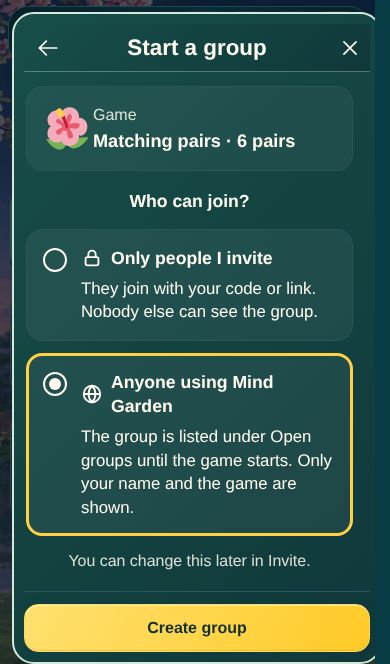 Start a group
Game
Matching pairs · 6 pairs
Who can join?
Only people I invite
They join with your code or link.
Nobody else can see the group.
Anyone using Mind
Garden
The group is listed under Open
groups until the game starts. Only
your name and the game are
shown.
You can change this later in Invite.
Create group